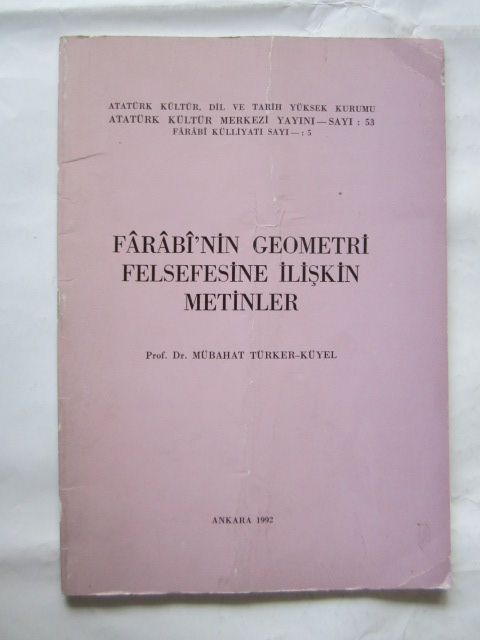 ATATÜRK KÜLTÜR, DİL VE TARİH YÜKSEK KURUMU
ATATÜRK KÜLTÜR MERKEZİ YAYINI — SAYI : 53
FÂRÂBÎ KÜLLİYATI SAYI — : 5
FÂRÂBÎ'NİN GEOMETRİ
FELSEFESİNE İLİŞKİN
METİNLER
Prof. Dr. MÜBAHAT TÜRKER–KÜYEL
ANKARA 1992